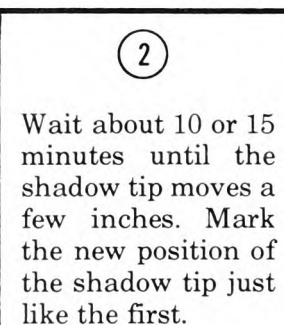 2
Wait about 10 or 15
minutes until the
shadow tip moves a
few inches. Mark
the new position of
the shadow tip just
like the first.